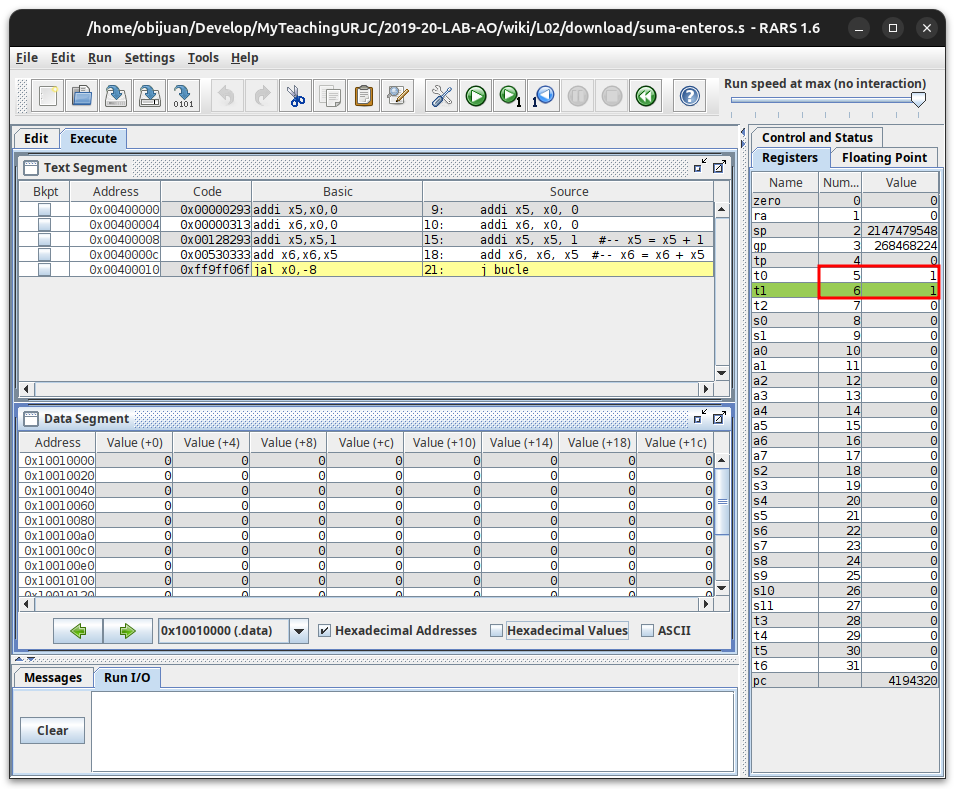 /home/obijuan/Develop/MyTeachingURJC/2019-20-LAB-AO/wiki/L02/download/suma-enteros.s - RARS 1.6
File Edit Run Settings Tools Help
Run speed at max (no interaction)
Edit Execute
Text Segment
Bkpt Address Code Basic Source
0x00400000 0x00000293 addi x5,x0,0 9: addi x5, x0, 0
0x00400004 0x00000313 addi x6,x0,0 10: addi x6, x0, 0
0x00400008 0x00128293 addi x5,x5,1 15: addi x5, x5, 1 #-- x5 = x5 + 1
0x0040000c 0x00530333 add x6,x6,x5 18: add x6, x6, x5 #-- x6 = x6 + x5
0x00400010 0xff9ff06f jal x0,-8 21: j bucle
Data Segment
Address Value (+0) Value (+4) Value (+8) Value (+c) Value (+10) Value (+14) Value (+18) Value (+1c)
0x10010000 0 0 0 0 0 0 0 0
0x10010020 0 0 0 0 0 0 0 0
0x10010040 0 0 0 0 0 0 0 0
0x10010060 0 0 0 0 0 0 0 0
0x10010080 0 0 0 0 0 0 0 0
0x100100a0 0 0 0 0 0 0 0 0
0x100100c0 0 0 0 0 0 0 0 0
0x100100e0 0 0 0 0 0 0 0 0
0x10010100 0 0 0 0 0 0 0 0
0x10010120 0 0 0 0 0 0 0 0
0x10010000 (.data) Hexadecimal Addresses Hexadecimal Values ASCII
Messages Run I/O
Clear
Control and Status
Registers Floating Point
Name Num... Value
zero 0 0
ra 1 0
sp 2 2147479548
gp 3 268468224
tp 4 0
t0 5 1
t1 6 1
t2 7 0
s0 8 0
s1 9 0
a0 10 0
a1 11 0
a2 12 0
a3 13 0
a4 14 0
a5 15 0
a6 16 0
a7 17 0
s2 18 0
s3 19 0
s4 20 0
s5 21 0
s6 22 0
s7 23 0
s8 24 0
s9 25 0
s10 26 0
s11 27 0
t3 28 0
t4 29 0
t5 30 0
t6 31 0
pc 4194320